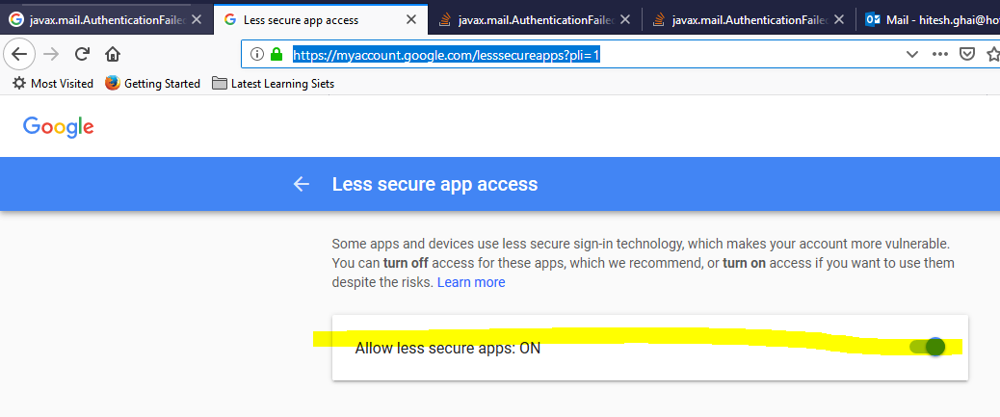 javax.mail.AuthenticationFailed
Less secure app access
javax.mail.AuthenticationFailed
javax.mail.AuthenticationFailed
Mail - hitesh.ghai@ho
https://myaccount.google.com/lesssecureapps?pli=1
Most Visited
Getting Started
Latest Learning Siets
Google
Less secure app access
Some apps and devices use less secure sign-in technology, which makes your account more vulnerable.
You can turn off access for these apps, which we recommend, or turn on access if you want to use them
despite the risks. Learn more
Allow less secure apps: ON